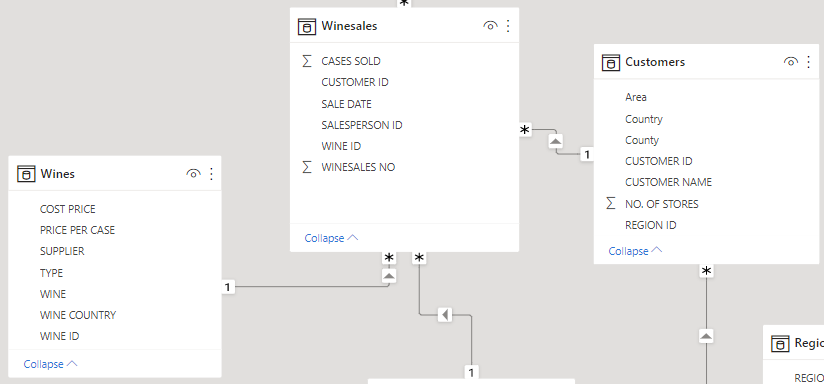 *
Winesales
Σ CASES SOLD
CUSTOMER ID
SALE DATE
SALESPERSON ID
WINE ID
Σ WINESALES NO
Collapse
Customers
Area
Country
County
CUSTOMER ID
CUSTOMER NAME
Σ NO. OF STORES
REGION ID
Collapse
* 1
Wines
COST PRICE
PRICE PER CASE
SUPPLIER
TYPE
WINE
WINE COUNTRY
WINE ID
Collapse
1 * *
*
1
Regio
REGIO